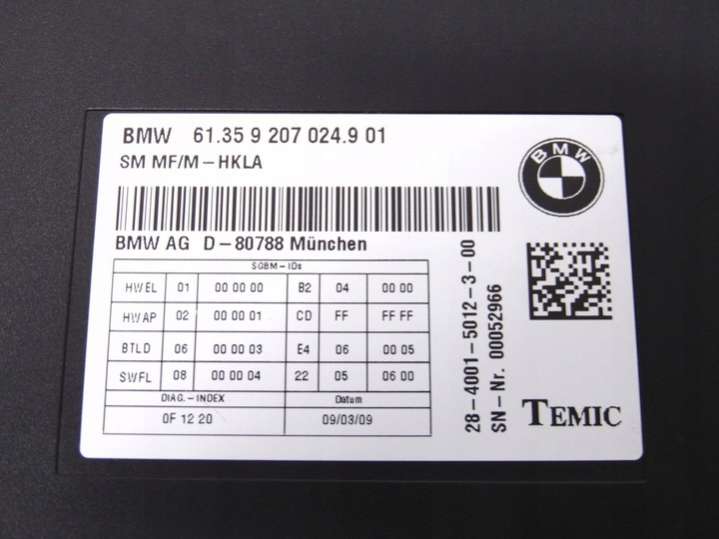 BMW 61.35 9 207 024.9 01
SM MF/M-HKLA
BMW
BMW AG D-80788 München
SGBM-IDs
HWEL 01 00 00 00 B2 04 00 00
HWAP 02 00 00 01 CD FF FF FF
BTLD 06 00 00 03 E4 06 00 05
SWFL 08 00 00 04 22 05 06 00
DIAG.-INDEX Datum
0F 12 20 09/03/09
28-4001-5012-3-00
SN-Nr. 00052966
TEMIC